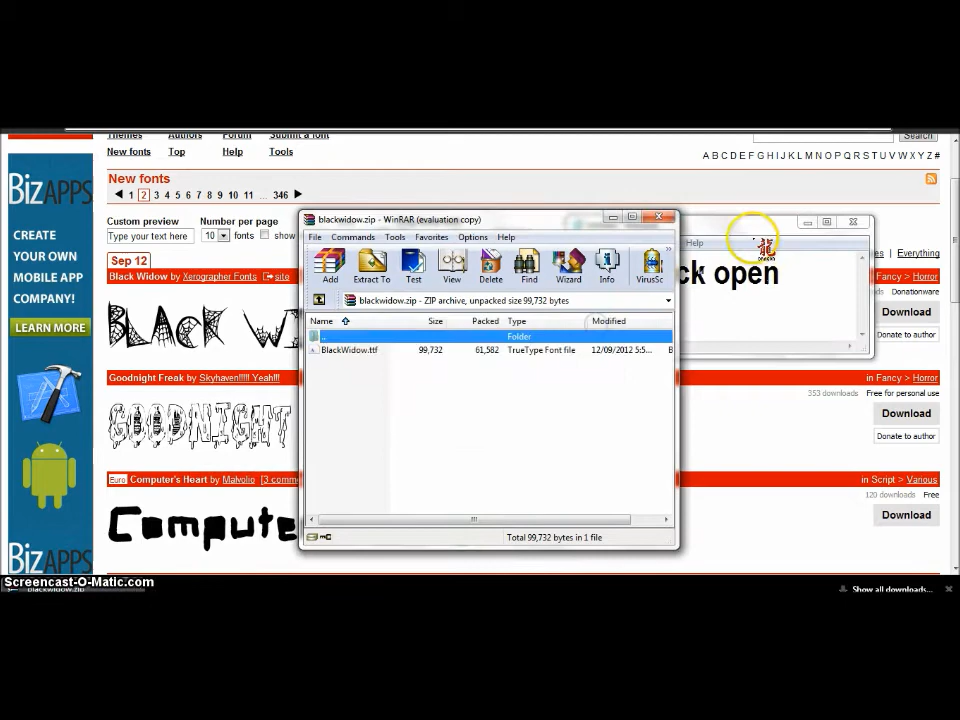 Themes Authors Forum Submit a font
Search
New fonts Top Help Tools
A B C D E F G H I J K L M N O P Q R S T U V W X Y Z #
New fonts
1 2 3 4 5 6 7 8 9 10 11 ... 346
BizAPPS
CREATE
YOUR OWN
MOBILE APP
COMPANY!
LEARN MORE
BizAPPS
Custom preview Number per page
Type your text here 10 fonts show
Everything
Sep 12
Black Widow by Xerographer Fonts site
in Fancy > Horror
Donationware
BLACK WI
Download
Donate to author
Goodnight Freak by Skyhaven!!!!! Yeah!!!
in Fancy > Horror
353 downloads Free for personal use
GOODNIGHT
Download
Donate to author
Euro Computer's Heart by Malvolio [3 comme
in Script > Various
120 downloads Free
Compute
Download
blackwidow.zip - WinRAR (evaluation copy)
File Commands Tools Favorites Options Help
Add Extract To Test View Delete Find Wizard Info VirusSc
blackwidow.zip - ZIP archive, unpacked size 99,732 bytes
Name Size Packed Type Modified
.. Folder
BlackWidow.ttf 99,732 61,582 TrueType Font file 12/09/2012 5:5...
Total 99,732 bytes in 1 file
Help
ck open
Screencast-O-Matic.com
blackwidow.zip
Show all downloads...